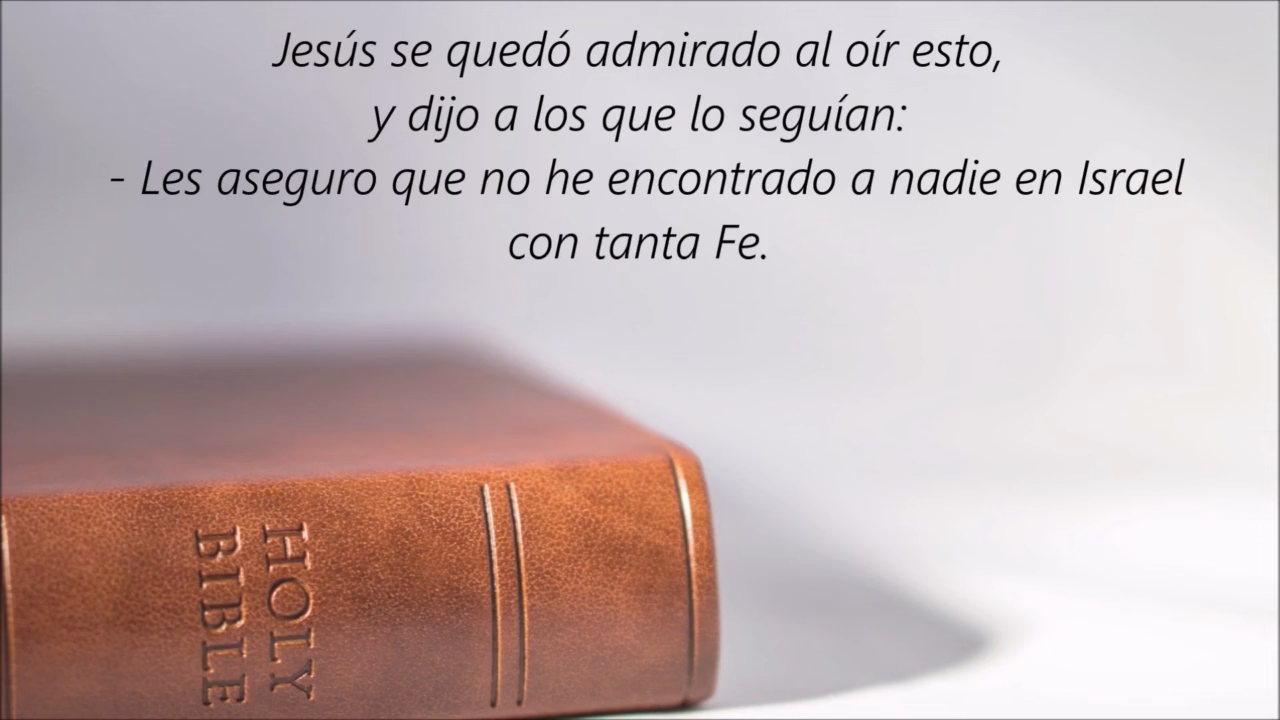 Jesús se quedó admirado al oír esto,
y dijo a los que lo seguían:
- Les aseguro que no he encontrado a nadie en Israel
con tanta Fe.
HOLY
BIBLE